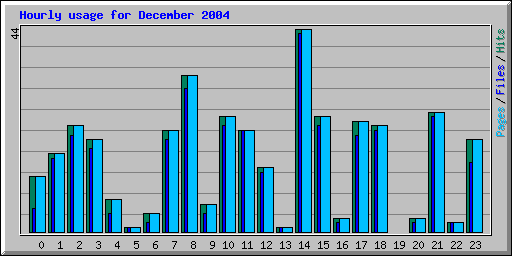 Hourly usage for December 2004
44
Pages / Files / Hits
0 1 2 3 4 5 6 7 8 9 10 11 12 13 14 15 16 17 18 19 20 21 22 23